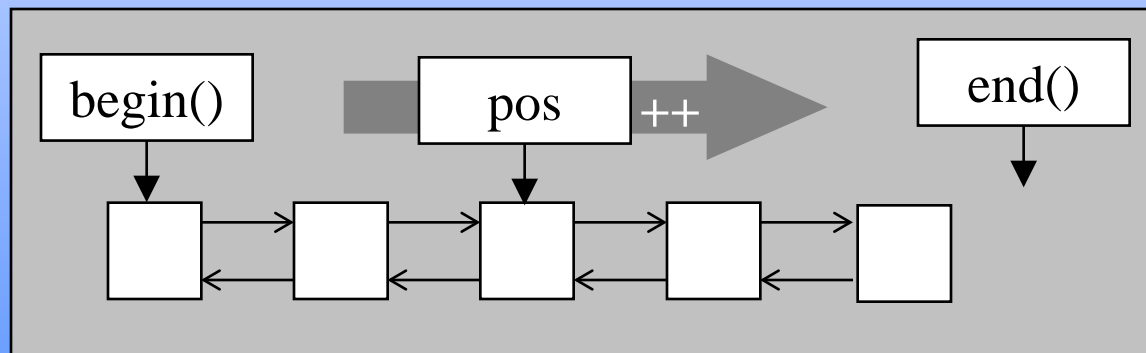 begin()
pos
++
end()